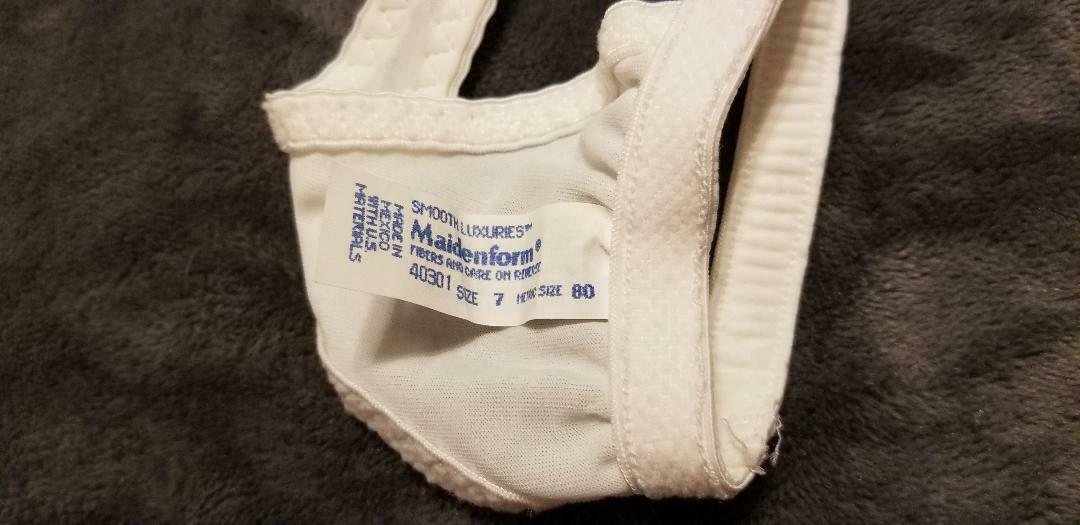 SMOOTH LUXURIES™
Maidenform®
FIBERS AND CARE ON REVERSE
40301 SIZE 7 METRIC SIZE 80
MADE IN
MEXICO
WITH U.S.
MATERIALS